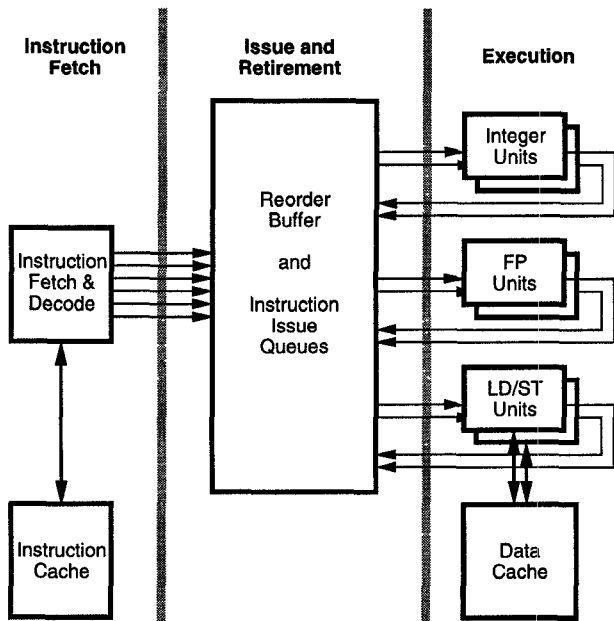 Instruction
Fetch
Issue and
Retirement
Execution
Integer
Units
Reorder
Buffer
and
Instruction
Issue
Queues
Instruction
Fetch &
Decode
FP
Units
LD/ST
Units
Instruction
Cache
Data
Cache